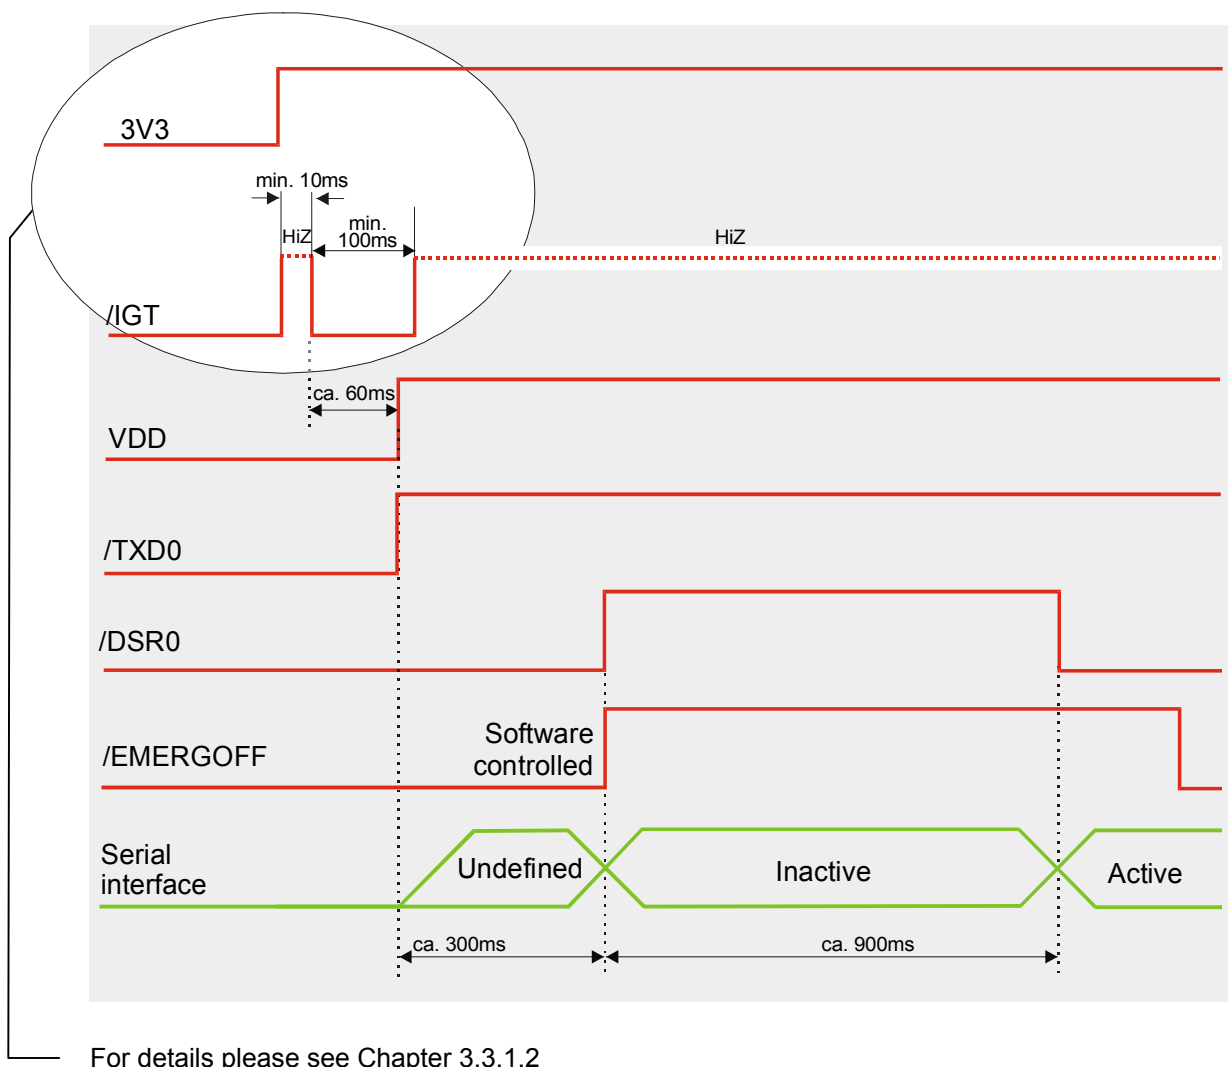 3V3
min. 10ms
HiZ
min.
100ms
HiZ
/IGT
ca. 60ms
VDD
/TXD0
/DSR0
/EMERGOFF
Software
controlled
Serial
interface
Undefined
Inactive
Active
ca. 300ms
ca. 900ms
For details please see Chapter 3.3.1.2